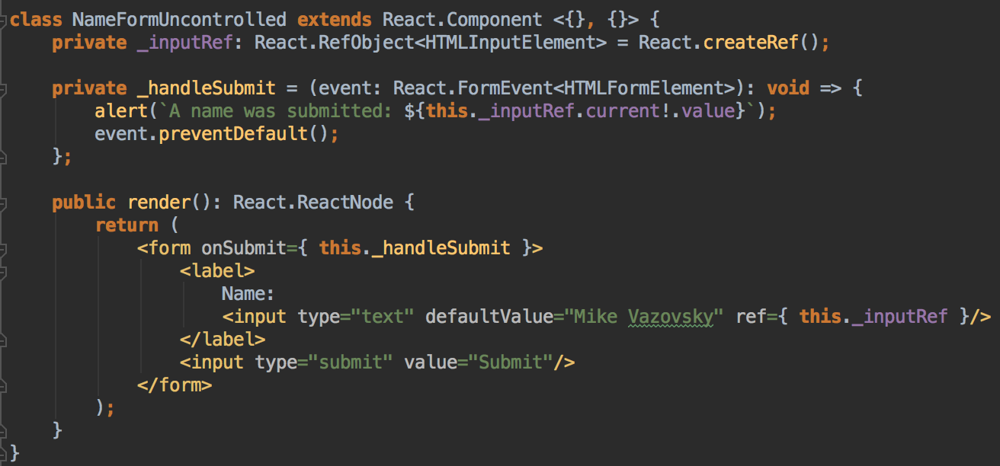 class NameFormUncontrolled extends React.Component <{}, {}> {
    private _inputRef: React.RefObject<HTMLInputElement> = React.createRef();

    private _handleSubmit = (event: React.FormEvent<HTMLFormElement>): void => {
        alert(`A name was submitted: ${this._inputRef.current!.value}`);
        event.preventDefault();
    };

    public render(): React.ReactNode {
        return (
            <form onSubmit={ this._handleSubmit }>
                <label>
                    Name:
                    <input type="text" defaultValue="Mike Vazovsky" ref={ this._inputRef }/>
                </label>
                <input type="submit" value="Submit"/>
            </form>
        );
    }
}